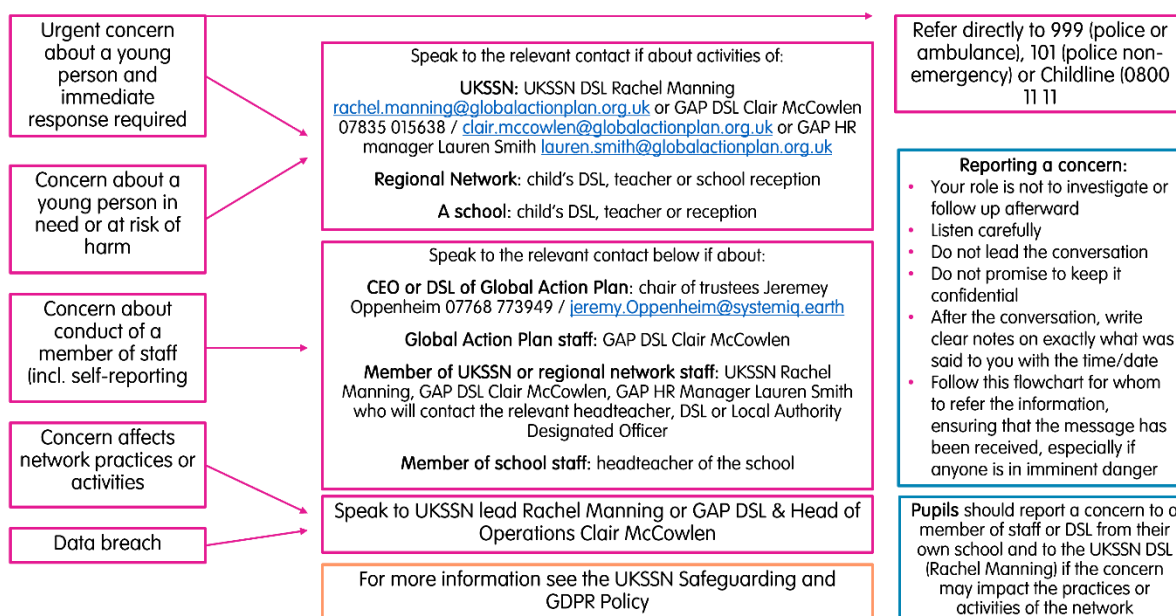 Urgent concern
about a young
person and
immediate
response required
Concern about a
young person in
need or at risk of
harm
Concern about
conduct of a
member of staff
(incl. self-reporting
Concern affects
network practices or
activities
Data breach
Speak to the relevant contact if about activities of:
UKSSN: UKSSN DSL Rachel Manning
rachel.manning@globalactionplan.org.uk or GAP DSL Clair McCowlen
07835 015638 / clair.mccowlen@globalactionplan.org.uk or GAP HR
manager Lauren Smith lauren.smith@globalactionplan.org.uk
Regional Network: child's DSL, teacher or school reception
A school: child's DSL, teacher or reception
Speak to the relevant contact below if about:
CEO or DSL of Global Action Plan: chair of trustees Jeremey
Oppenheim 07768 773949 / jeremy.Oppenheim@systemiq.earth
Global Action Plan staff: GAP DSL Clair McCowlen
Member of UKSSN or regional network staff: UKSSN Rachel
Manning, GAP DSL Clair McCowlen, GAP HR Manager Lauren Smith
who will contact the relevant headteacher, DSL or Local Authority
Designated Officer
Member of school staff: headteacher of the school
Speak to UKSSN lead Rachel Manning or GAP DSL & Head of
Operations Clair McCowlen
For more information see the UKSSN Safeguarding and
GDPR Policy
Refer directly to 999 (police or
ambulance), 101 (police non-
emergency) or Childline (0800
11 11
Reporting a concern:
• Your role is not to investigate or
follow up afterward
• Listen carefully
• Do not lead the conversation
• Do not promise to keep it
confidential
• After the conversation, write
clear notes on exactly what was
said to you with the time/date
• Follow this flowchart for whom
to refer the information,
ensuring that the message has
been received, especially if
anyone is in imminent danger
Pupils should report a concern to a
member of staff or DSL from their
own school and to the UKSSN DSL
(Rachel Manning) if the concern
may impact the practices or
activities of the network